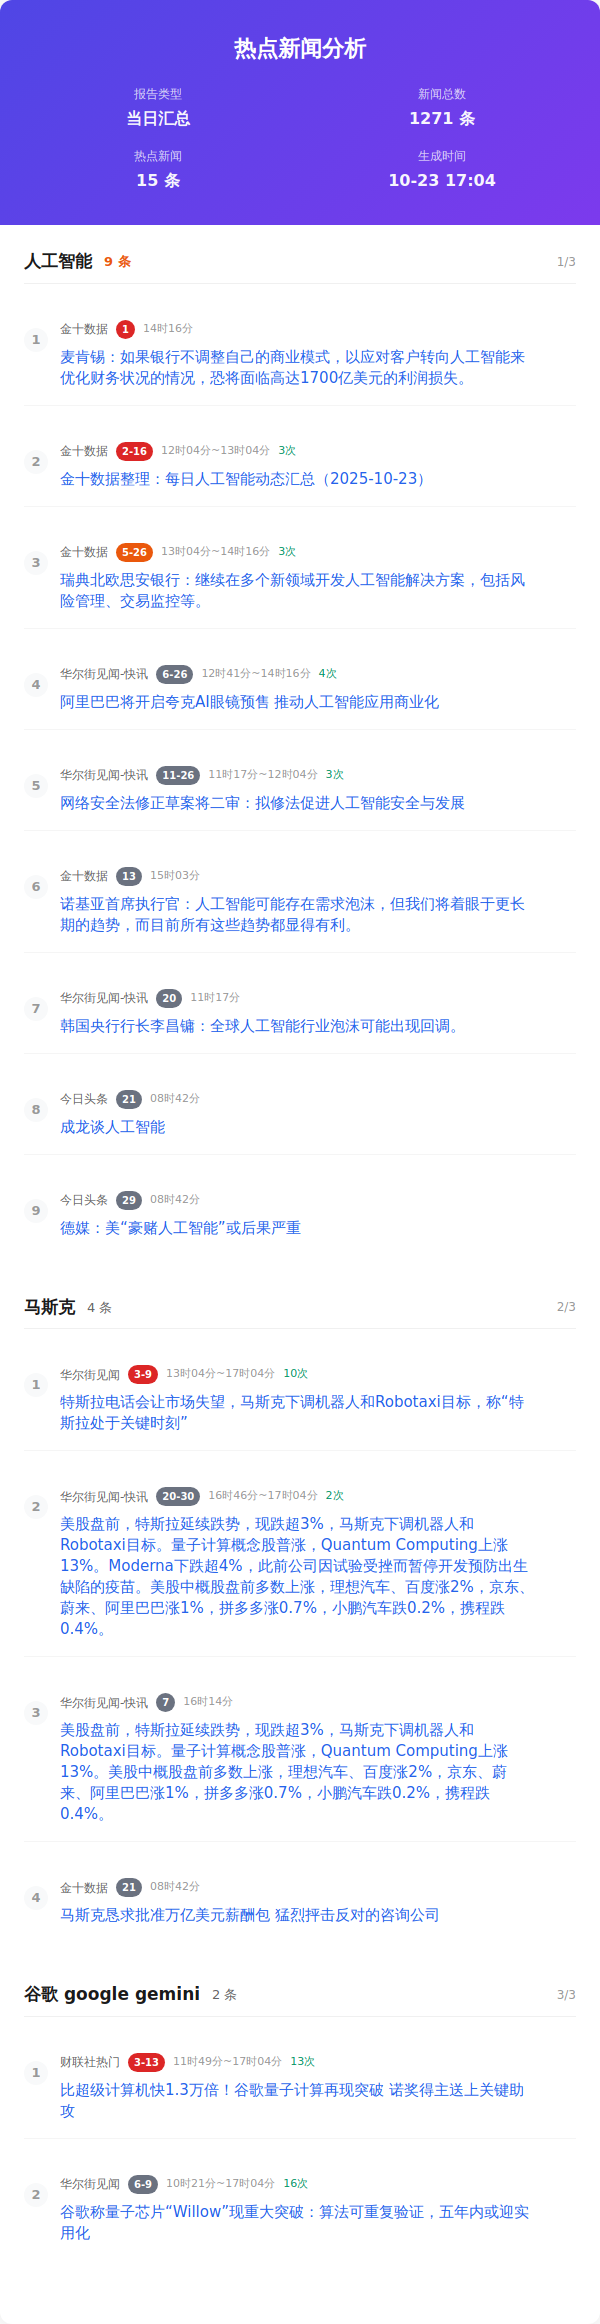 热点新闻分析
报告类型
新闻总数
当日汇总
1271 条
热点新闻
生成时间
15 条
10-23 17:04
人工智能 9 条 1/3
1
金十数据 1 14时16分
麦肯锡：如果银行不调整自己的商业模式，以应对客户转向人工智能来
优化财务状况的情况，恐将面临高达1700亿美元的利润损失。
2
金十数据 2-16 12时04分~13时04分 3次
金十数据整理：每日人工智能动态汇总（2025-10-23）
3
金十数据 5-26 13时04分~14时16分 3次
瑞典北欧思安银行：继续在多个新领域开发人工智能解决方案，包括风
险管理、交易监控等。
4
华尔街见闻-快讯 6-26 12时41分~14时16分 4次
阿里巴巴将开启夸克AI眼镜预售 推动人工智能应用商业化
5
华尔街见闻-快讯 11-26 11时17分~12时04分 3次
网络安全法修正草案将二审：拟修法促进人工智能安全与发展
6
金十数据 13 15时03分
诺基亚首席执行官：人工智能可能存在需求泡沫，但我们将着眼于更长
期的趋势，而目前所有这些趋势都显得有利。
7
华尔街见闻-快讯 20 11时17分
韩国央行行长李昌镛：全球人工智能行业泡沫可能出现回调。
8
今日头条 21 08时42分
成龙谈人工智能
9
今日头条 29 08时42分
德媒：美“豪赌人工智能”或后果严重
马斯克 4 条 2/3
1
华尔街见闻 3-9 13时04分~17时04分 10次
特斯拉电话会让市场失望，马斯克下调机器人和Robotaxi目标，称“特
斯拉处于关键时刻”
2
华尔街见闻-快讯 20-30 16时46分~17时04分 2次
美股盘前，特斯拉延续跌势，现跌超3%，马斯克下调机器人和
Robotaxi目标。量子计算概念股普涨，Quantum Computing上涨
13%。Moderna下跌超4%，此前公司因试验受挫而暂停开发预防出生
缺陷的疫苗。美股中概股盘前多数上涨，理想汽车、百度涨2%，京东、
蔚来、阿里巴巴涨1%，拼多多涨0.7%，小鹏汽车跌0.2%，携程跌
0.4%。
3
华尔街见闻-快讯 7 16时14分
美股盘前，特斯拉延续跌势，现跌超3%，马斯克下调机器人和
Robotaxi目标。量子计算概念股普涨，Quantum Computing上涨
13%。美股中概股盘前多数上涨，理想汽车、百度涨2%，京东、蔚
来、阿里巴巴涨1%，拼多多涨0.7%，小鹏汽车跌0.2%，携程跌
0.4%。
4
金十数据 21 08时42分
马斯克恳求批准万亿美元薪酬包 猛烈抨击反对的咨询公司
谷歌 google gemini 2 条 3/3
1
财联社热门 3-13 11时49分~17时04分 13次
比超级计算机快1.3万倍！谷歌量子计算再现突破 诺奖得主送上关键助
攻
2
华尔街见闻 6-9 10时21分~17时04分 16次
谷歌称量子芯片“Willow”现重大突破：算法可重复验证，五年内或迎实
用化